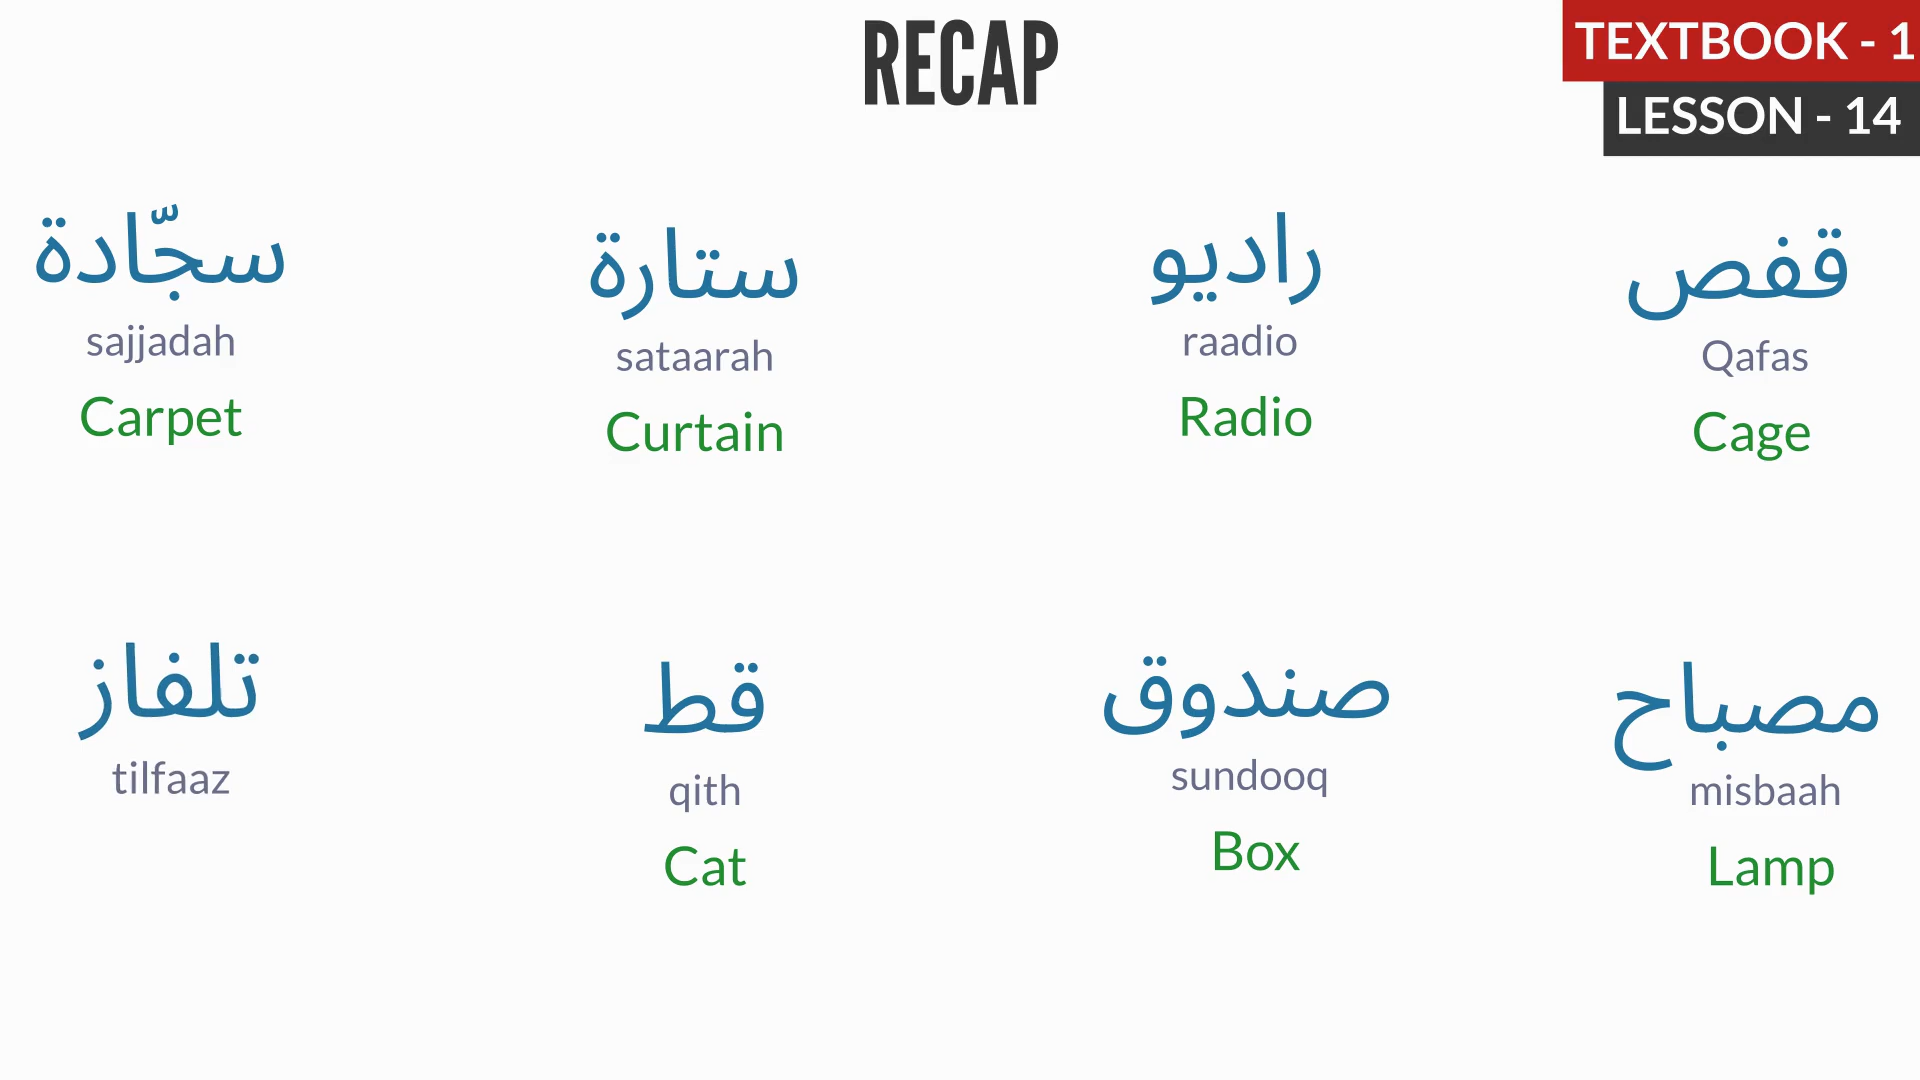 RECAP
TEXTBOOK - 1
LESSON - 14
سجّادة
sajjadah
Carpet
ستارة
sataarah
Curtain
راديو
raadio
Radio
قفص
Qafas
Cage
تلفاز
tilfaaz
قط
qith
Cat
صندوق
sundooq
Box
مصباح
misbaah
Lamp